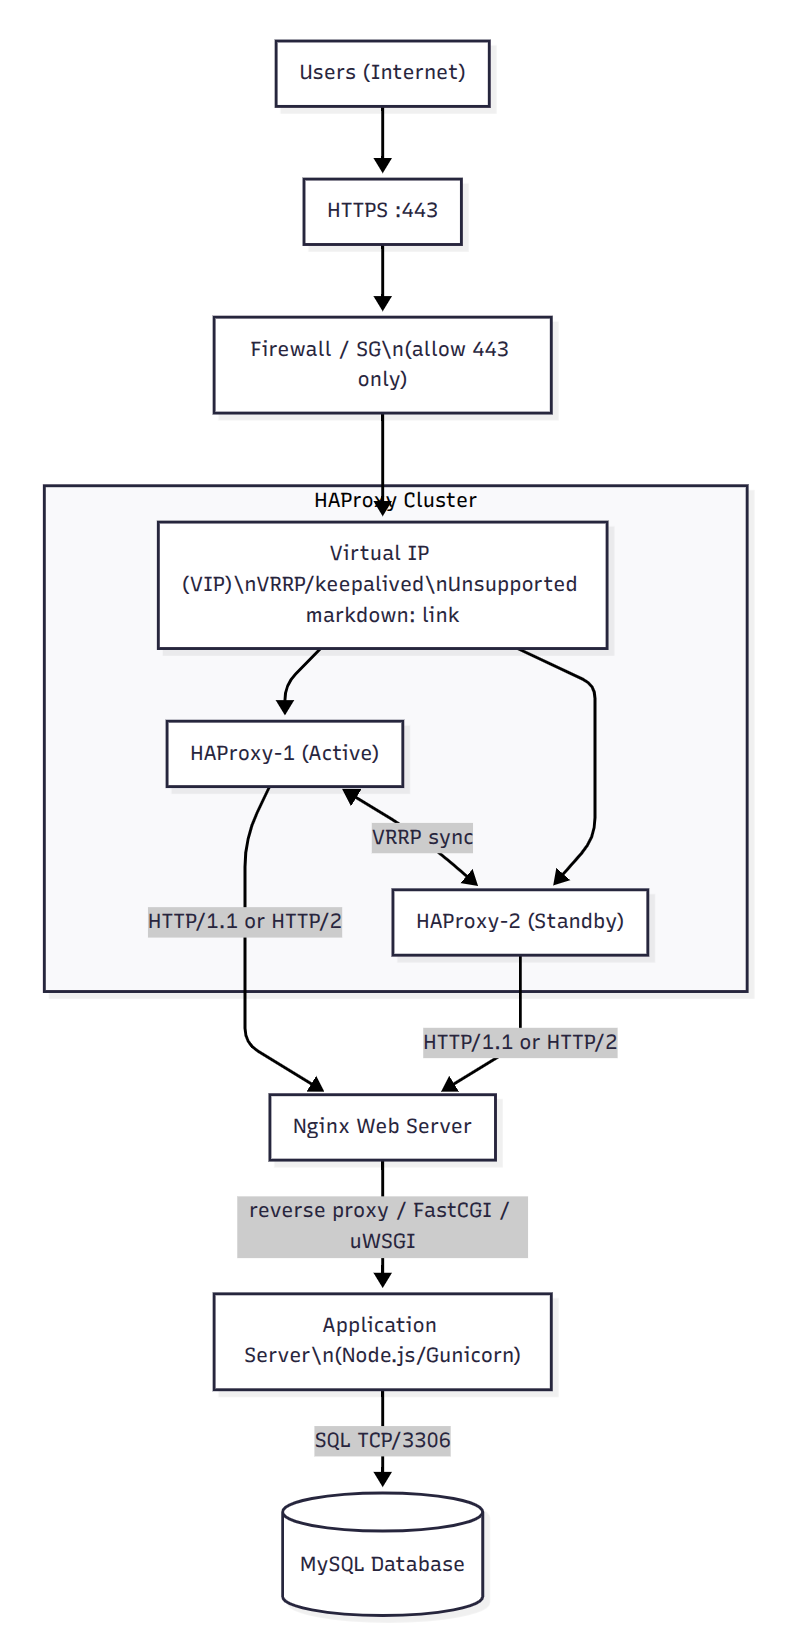 Users (Internet)
HTTPS :443
Firewall / SG\n(allow 443
only)
HAProxy Cluster
Virtual IP
(VIP)\nVRRP/keepalived\nUnsupported
markdown: link
HAProxy-1 (Active)
VRRP sync
HTTP/1.1 or HTTP/2
HAProxy-2 (Standby)
HTTP/1.1 or HTTP/2
Nginx Web Server
reverse proxy / FastCGI /
uWSGI
Application
Server\n(Node.js/Gunicorn)
SQL TCP/3306
MySQL Database